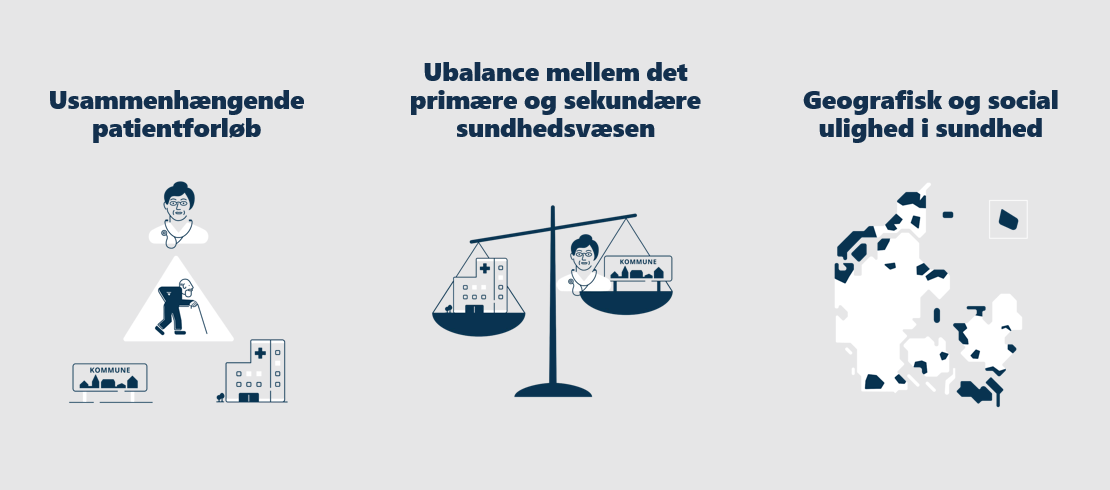 Usammenhængende
patientforløb
KOMMUNE
Ubalance mellem det
primære og sekundære
sundhedsvæsen
KOMMUNE
Geografisk og social
ulighed i sundhed